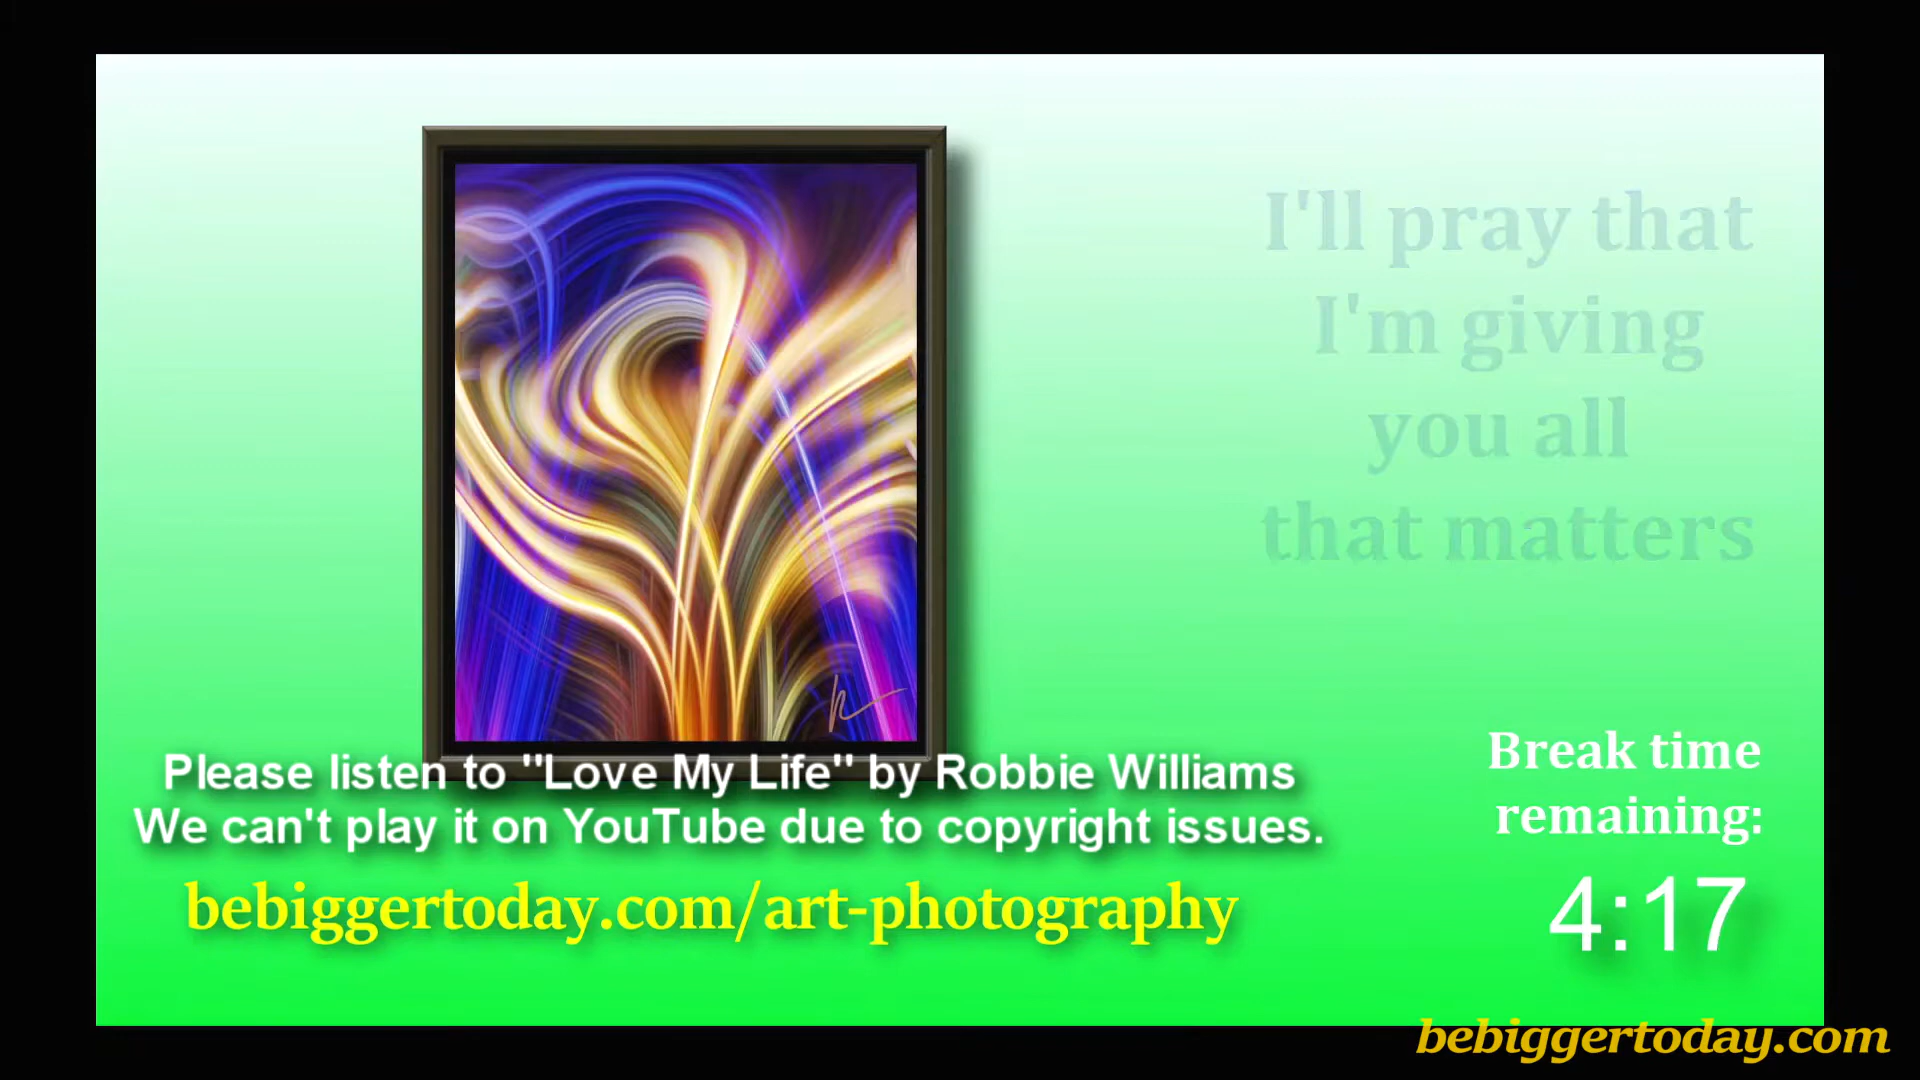 I'll pray that
I'm giving
you all
that matters
Please listen to "Love My Life" by Robbie Williams
We can't play it on YouTube due to copyright issues.
bebiggertoday.com/art-photography
Break time
remaining:
4:17
bebiggertoday.com